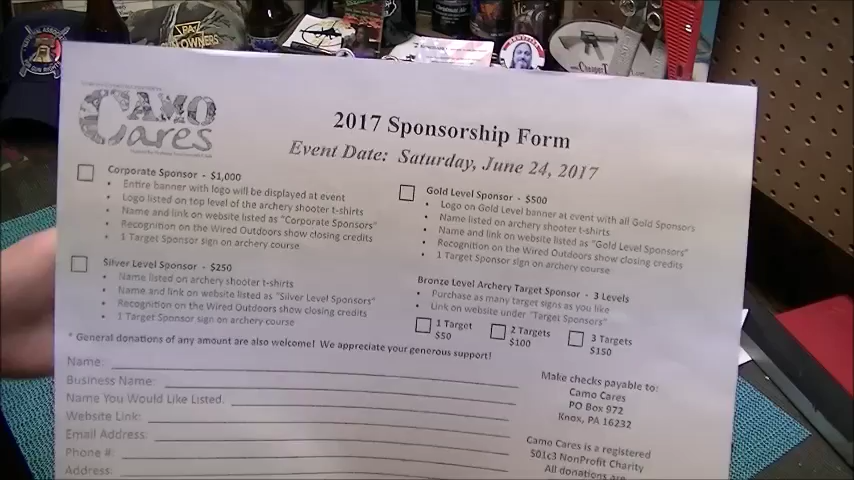 PA
OWNERS
CAMO
Cares
2017 Sponsorship Form
Event Date: Saturday, June 24, 2017
Corporate Sponsor - $1,000
• Entire banner with logo will be displayed at event
• Logo listed on top level of the archery shooter t-shirts
• Name and link on website listed as "Corporate Sponsors"
• Recognition on the Wired Outdoors show closing credits
• 1 Target Sponsor sign on archery course
Gold Level Sponsor - $500
• Logo on Gold Level banner at event with all Gold Sponsors
• Name listed on archery shooter t-shirts
• Name and link on website listed as "Gold Level Sponsors"
• Recognition on the Wired Outdoors show closing credits
• 1 Target Sponsor sign on archery course
Silver Level Sponsor - $250
• Name listed on archery shooter t-shirts
• Name and link on website listed as "Silver Level Sponsors"
• Recognition on the Wired Outdoors show closing credits
• 1 Target Sponsor sign on archery course
Bronze Level Archery Target Sponsor - 3 Levels
• Purchase as many target signs as you like
• Link on website under "Target Sponsors"
1 Target
$50
2 Targets
$100
3 Targets
$150
* General donations of any amount are also welcome! We appreciate your generous support!
Name:
Business Name:
Name You Would Like Listed.
Website Link:
Email Address:
Phone #:
Address:
Make checks payable to:
Camo Cares
PO Box 972
Knox, PA 16232
Camo Cares is a registered
501c3 NonProfit Charity
All donations are